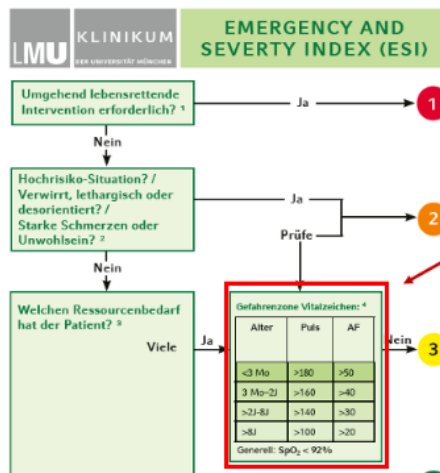 LMU KLINIKUM
DER UNIVERSITÄT MÜNCHEN
EMERGENCY AND
SEVERTY INDEX (ESI)
Umgehend lebensrettende
Intervention erforderlich? ¹
Ja
1
Nein
Hochrisiko-Situation? /
Verwirrt, lethargisch oder
desorientiert? /
Starke Schmerzen oder
Unwohlsein? ²
Ja
2
Prüfe
Nein
Welchen Ressourcenbedarf
hat der Patient? ³
Viele
Ja
Gefahrenzone Vitalzeichen: ⁴
Alter Puls AF
<3 Mo >180 >50
3 Mo–2J >160 >40
>2J-8J >140 >30
>8J >100 >20
Generell: SpO₂ < 92%
Nein
3